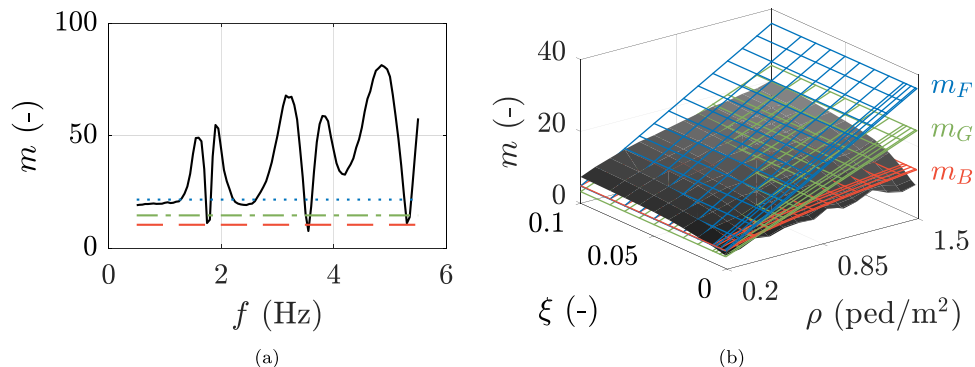 100
50
0
m (-)
0
2
4
6
f (Hz)
(a)
40
20
0
m (-)
0.1
0.05
0
ξ (-)
0.2
0.85
1.5
ρ (ped/m²)
m_F
m_G
m_B
(b)